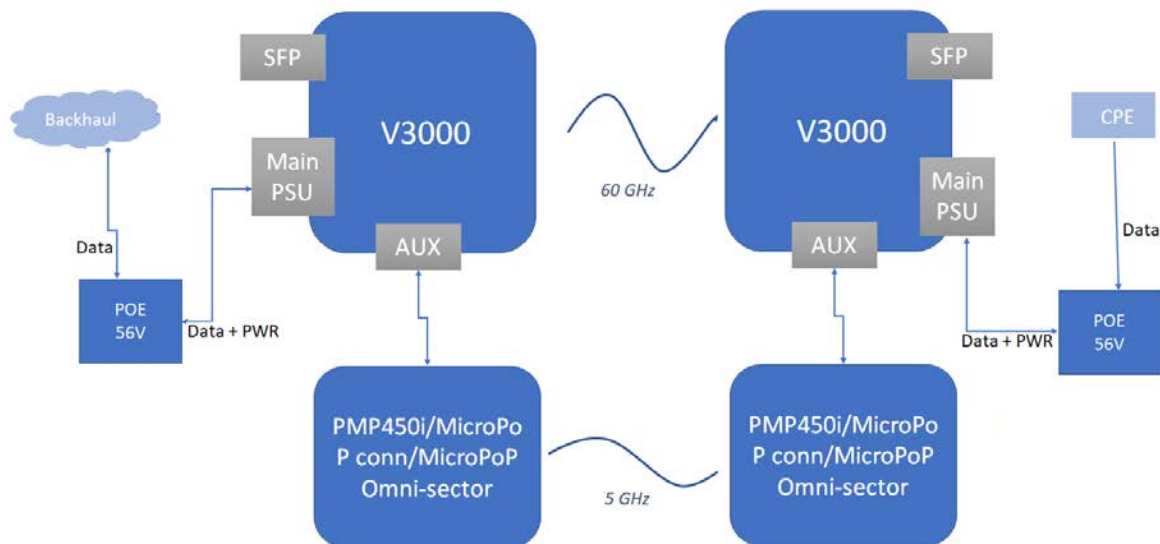 SFP
SFP
V3000
V3000
Backhaul
CPE
Main
PSU
60 GHz
Main
PSU
AUX
AUX
Data
Data
POE
56V
Data + PWR
Data + PWR
POE
56V
PMP450i/MicroPo
P conn/MicroPoP
Omni-sector
PMP450i/MicroPo
P conn/MicroPoP
Omni-sector
5 GHz